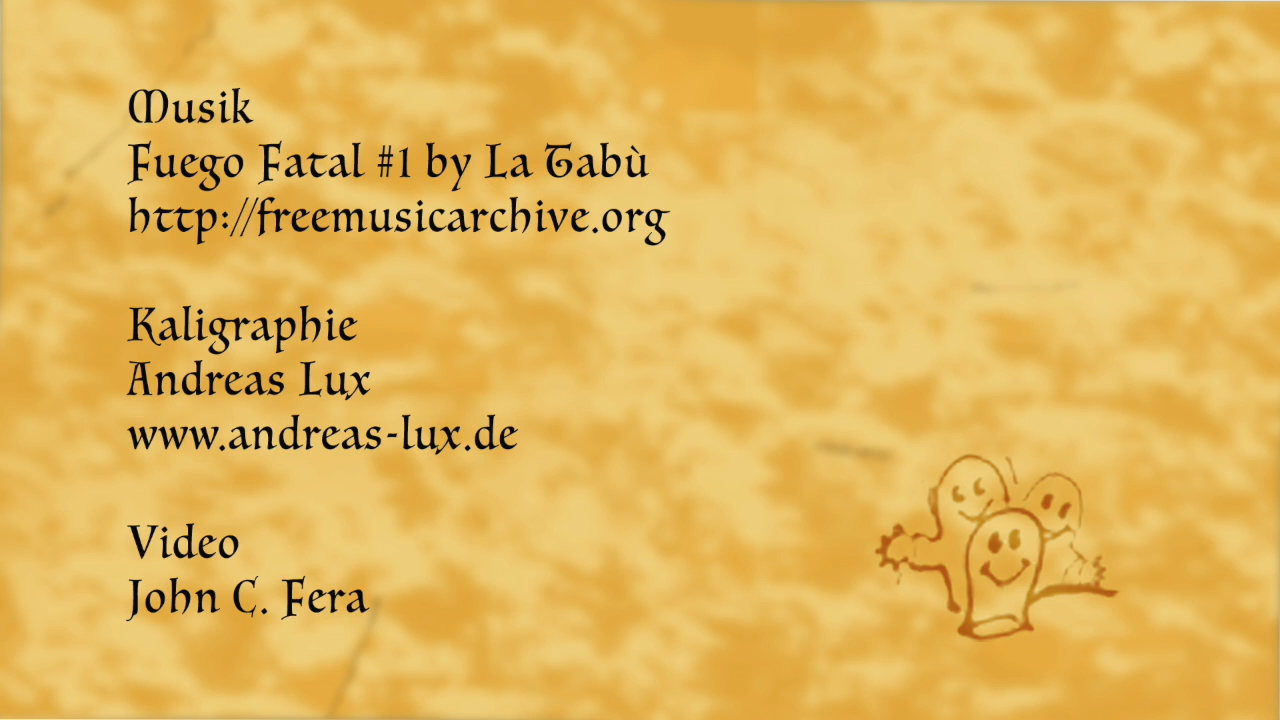 Musik
Fuego Fatal #1 by La Tabù
http://freemusicarchive.org
Kaligraphie
Andreas Lux
www.andreas-lux.de
Video
John C. Fera